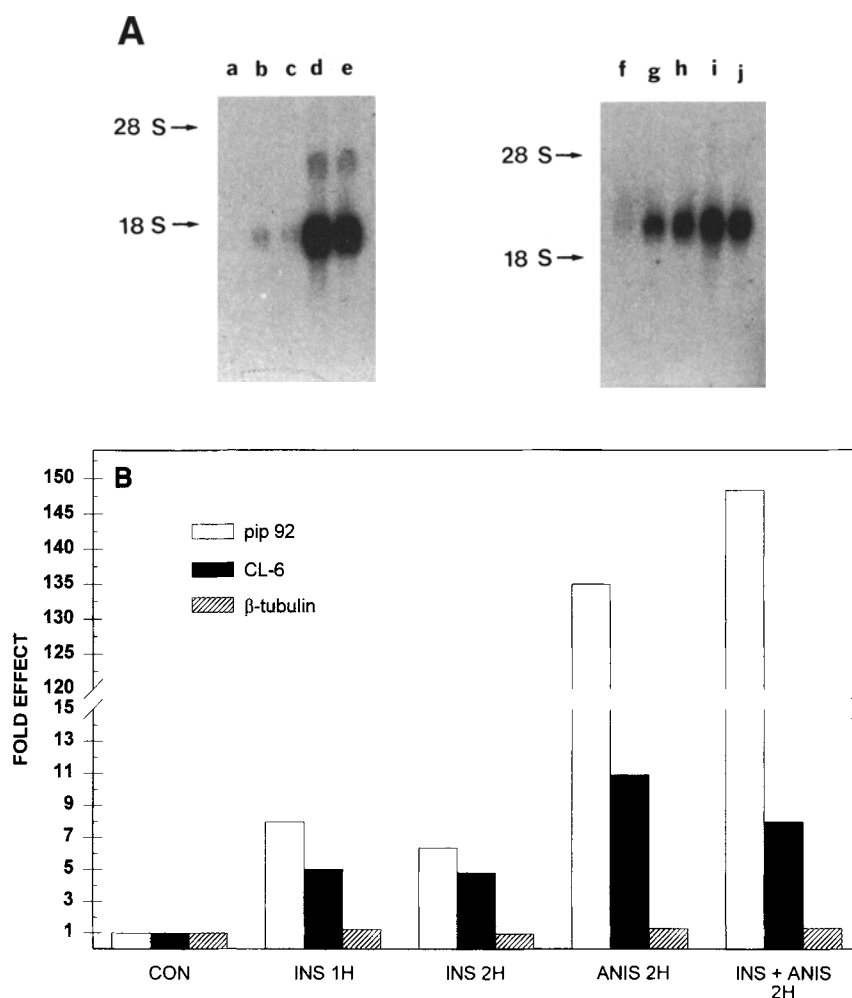 A
a b c d e
f g h i j
28 S→
18 S→
28 S→
18 S→
B
pip 92
CL-6
β-tubulin
FOLD EFFECT
150
145
140
135
130
125
120
15
13
11
9
7
5
3
1
CON
INS 1H
INS 2H
ANIS 2H
INS + ANIS
2H